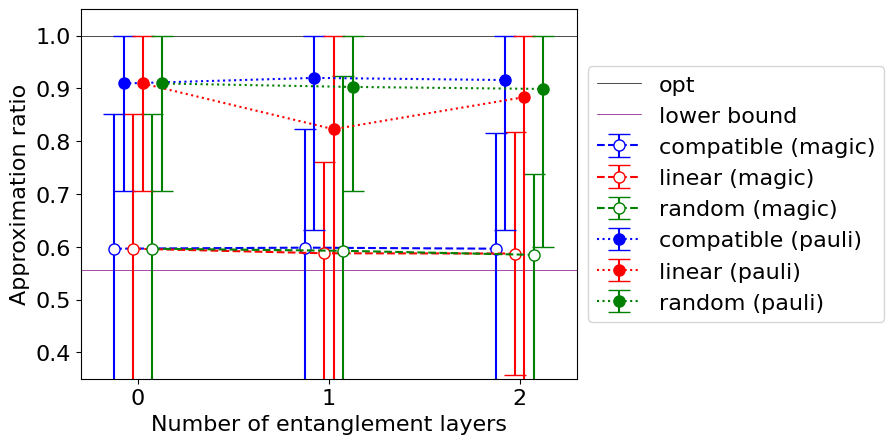 1.0
0.9
0.8
0.7
0.6
0.5
0.4
Approximation ratio
0
1
2
Number of entanglement layers
opt
lower bound
compatible (magic)
linear (magic)
random (magic)
compatible (pauli)
linear (pauli)
random (pauli)